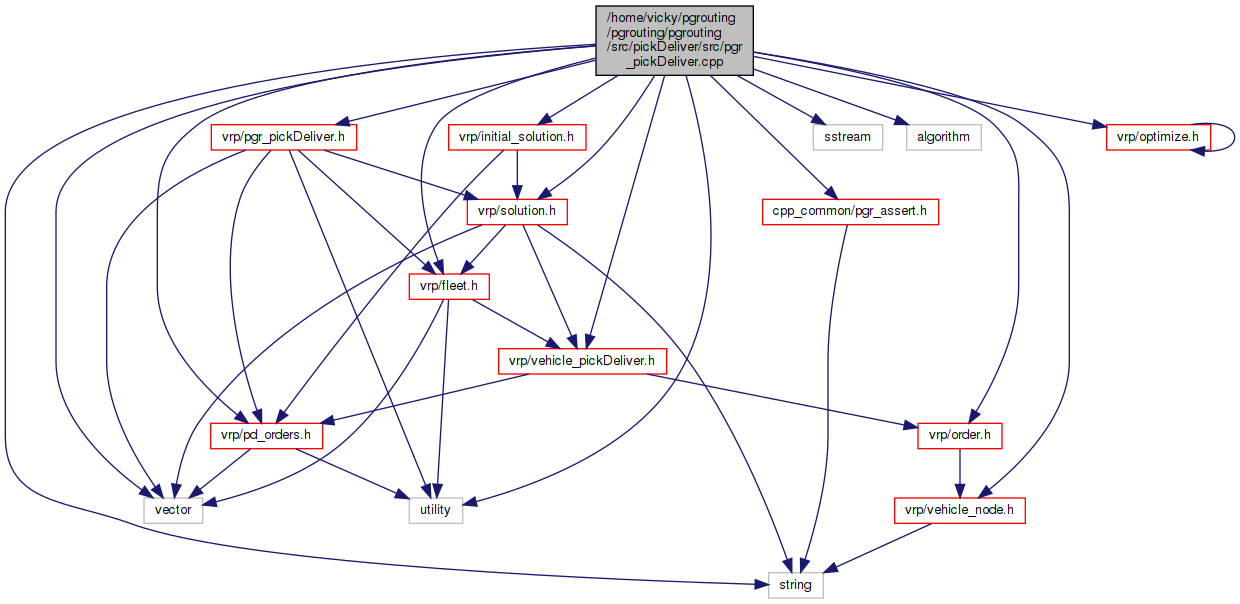 /home/vicky/pgrouting
/pgrouting/pgrouting
/src/pickDeliver/src/pgr
_pickDeliver.cpp
vrp/pgr_pickDeliver.h
vrp/initial_solution.h
sstream
algorithm
vrp/optimize.h
vrp/solution.h
cpp_common/pgr_assert.h
vrp/fleet.h
vrp/vehicle_pickDeliver.h
vrp/pd_orders.h
vrp/order.h
vector
utility
vrp/vehicle_node.h
string